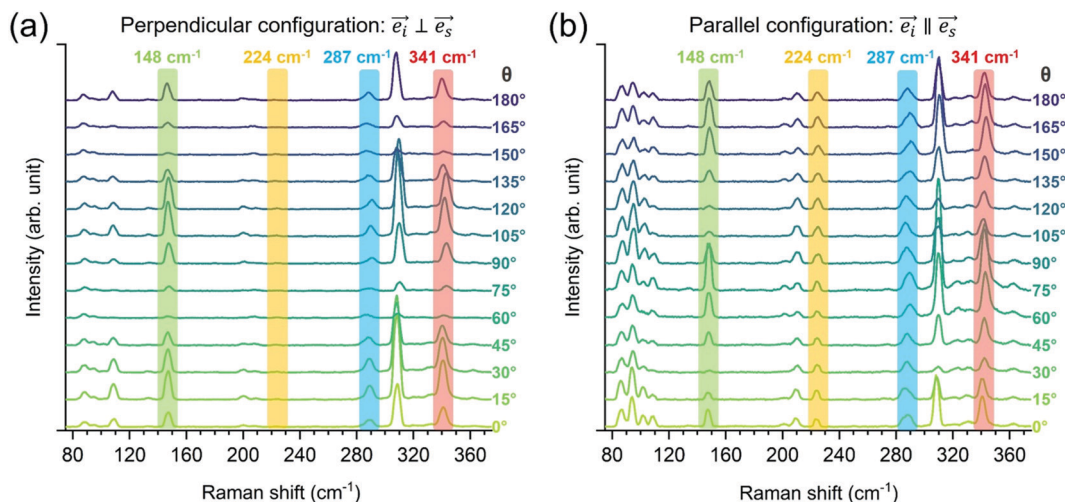 (a) Perpendicular configuration: e_i ⊥ e_s
148 cm⁻¹ 224 cm⁻¹ 287 cm⁻¹ 341 cm⁻¹ θ
180°
165°
150°
135°
120°
105°
90°
75°
60°
45°
30°
15°
0°
Intensity (arb. unit)
80 120 160 200 240 280 320 360
Raman shift (cm⁻¹)
(b) Parallel configuration: e_i ∥ e_s
148 cm⁻¹ 224 cm⁻¹ 287 cm⁻¹ 341 cm⁻¹ θ
180°
165°
150°
135°
120°
105°
90°
75°
60°
45°
30°
15°
0°
Intensity (arb. unit)
80 120 160 200 240 280 320 360
Raman shift (cm⁻¹)